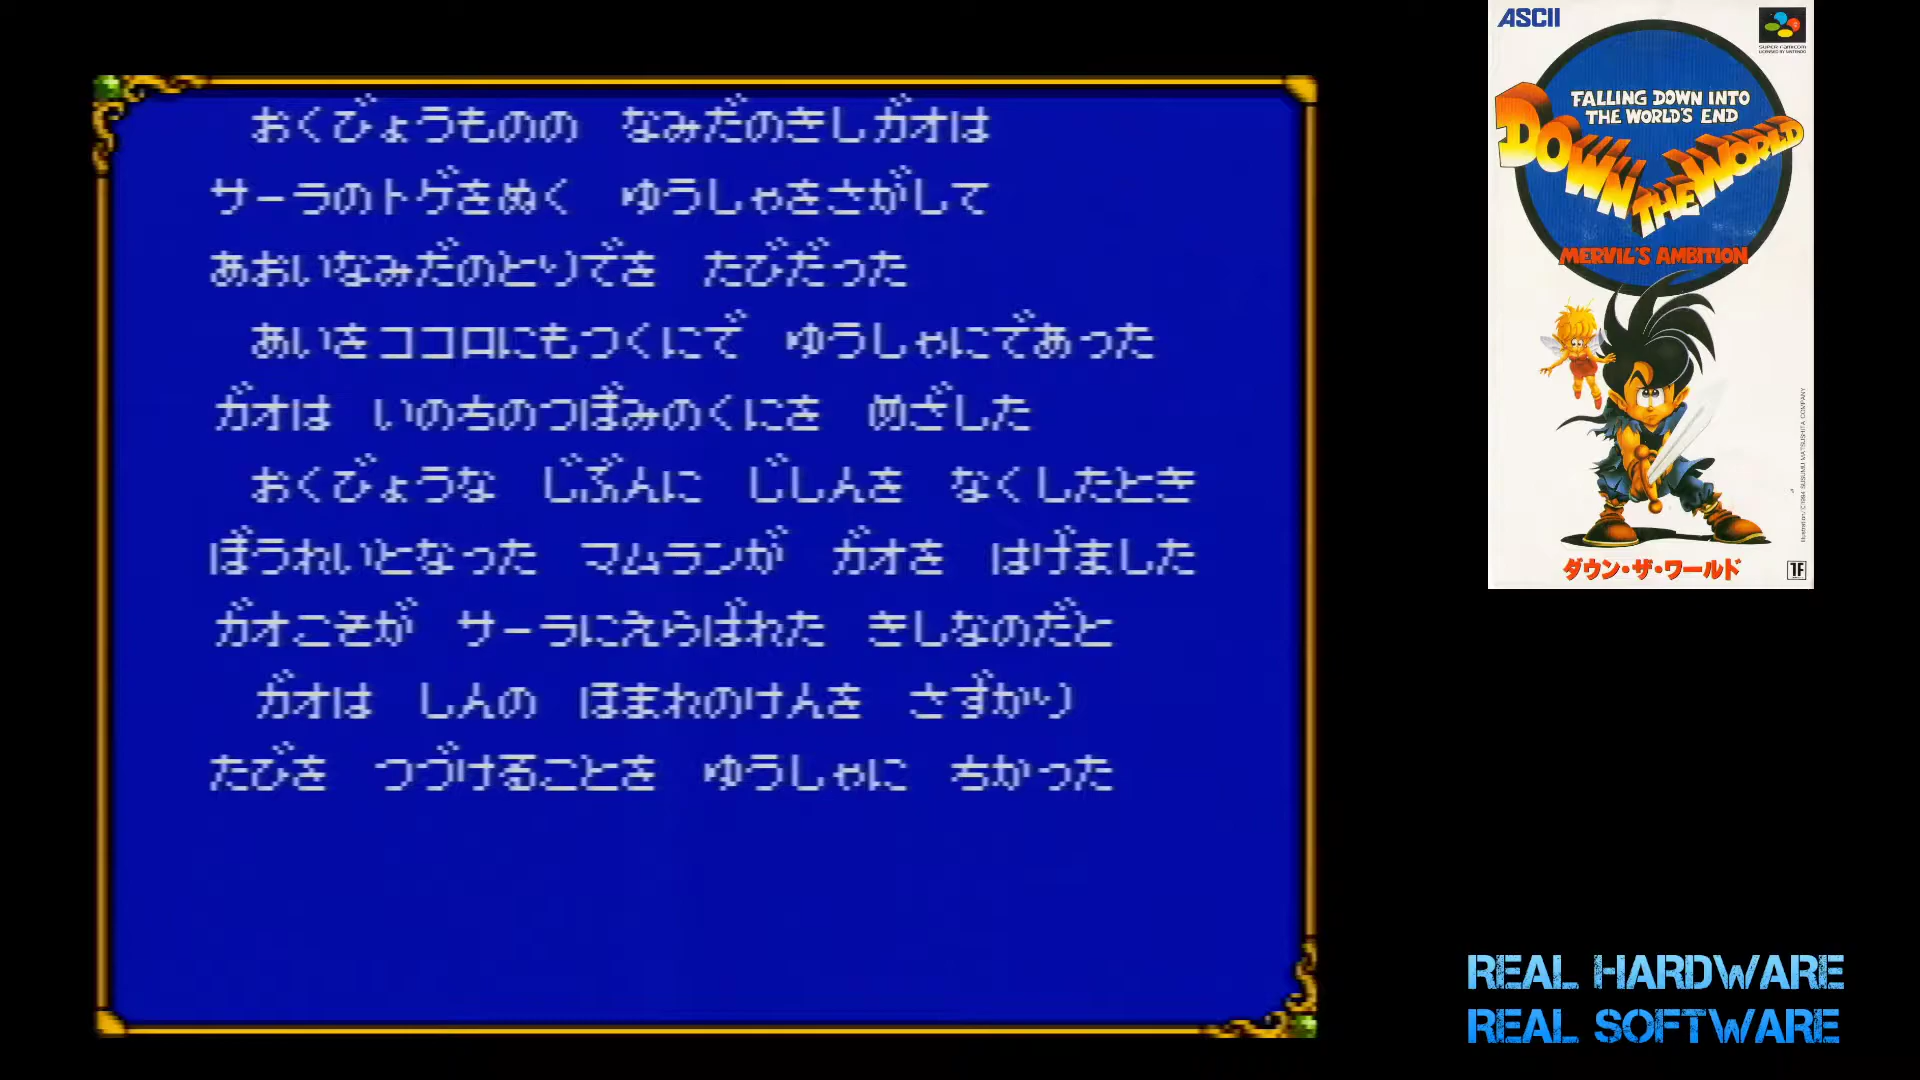 おくびょうものの　なみだのきしガオは
サーラのトゲをぬく　ゆうしゃをさがして
あおいなみだのとりでを　たびだった
あいをココロにもつくにで　ゆうしゃにであった
ガオは　いのちのつぼみのくにを　めざした
おくびょうな　じぶんに　じしんを　なくしたとき
ぼうれいとなった　マムランが　ガオを　はげました
ガオこそが　サーラにえらばれた　きしなのだと
ガオは　しんの　ほまれのけんを　さずかり
たびを　つづけることを　ゆうしゃに　ちかった
ASCII
SUPER FAMICOM
LICENSED BY NINTENDO
FALLING DOWN INTO
THE WORLD'S END
DOWN THE WORLD
MERVIL'S AMBITION
Illustration/©1994 SUSUMU MATSUSHITA COMPANY
ダウン・ザ・ワールド
1F
REAL HARDWARE
REAL SOFTWARE